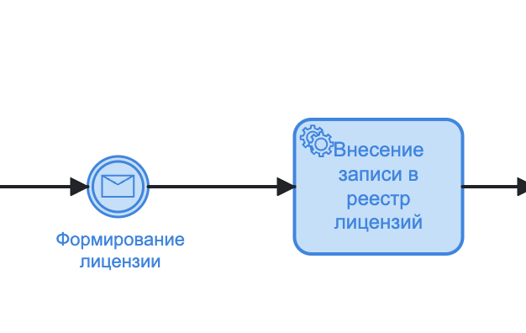 Формирование
лицензии
Внесение
записи в
реестр
лицензий